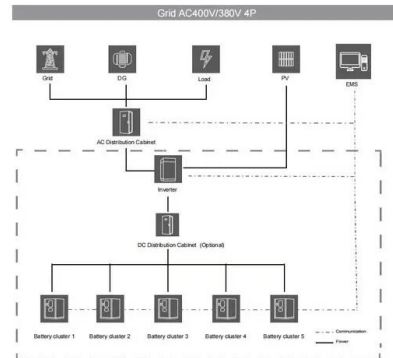 Grid AC400V/380V 4P
Grid
DG
Load
PV
EMS
AC Distribution Cabinet
Inverter
DC Distribution Cabinet (Optional)
Battery cluster 1
Battery cluster 2
Battery cluster 3
Battery cluster 4
Battery cluster 5
Communication
Power